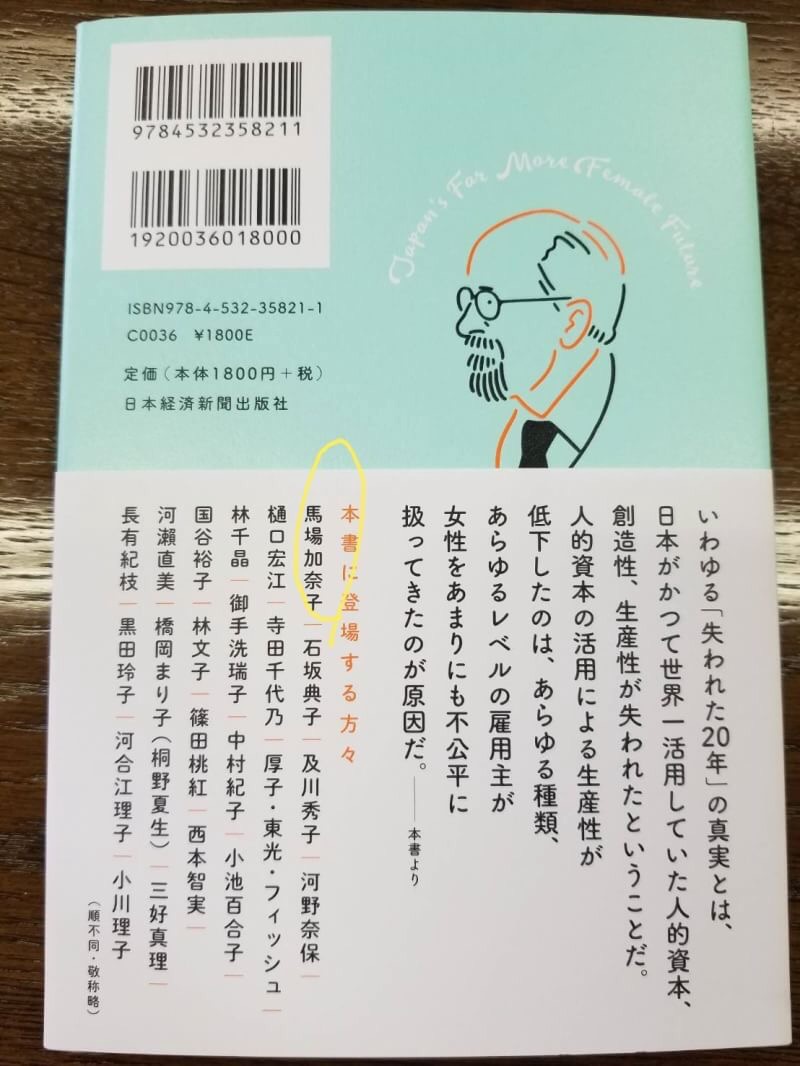 9784532358211
1920036018000
ISBN978-4-532-35821-1
C0036 ¥1800E
定価(本体1800円+税)
日本経済新聞出版社
Japan's Far More Female Future
いわゆる「失われた20年」の真実とは、
日本がかつて世界一活用していた人的資本、
創造性、生産性が失われたということだ。
人的資本の活用による生産性が
低下したのは、あらゆる種類、
あらゆるレベルの雇用主が
女性をあまりにも不公平に
扱ってきたのが原因だ。——本書より
本書に登場する方々
馬場加奈子|石坂典子|及川秀子|河野奈保|
樋口宏江|寺田千代乃|厚子・東光・フィッシュ|
林千晶|御手洗瑞子|中村紀子|小池百合子|
国谷裕子|林文子|篠田桃紅|西本智実|
河瀬直美|橋岡まり子(桐野夏生)|三好真理|
長有紀枝|黒田玲子|河合江理子|小川理子
(順不同・敬称略)